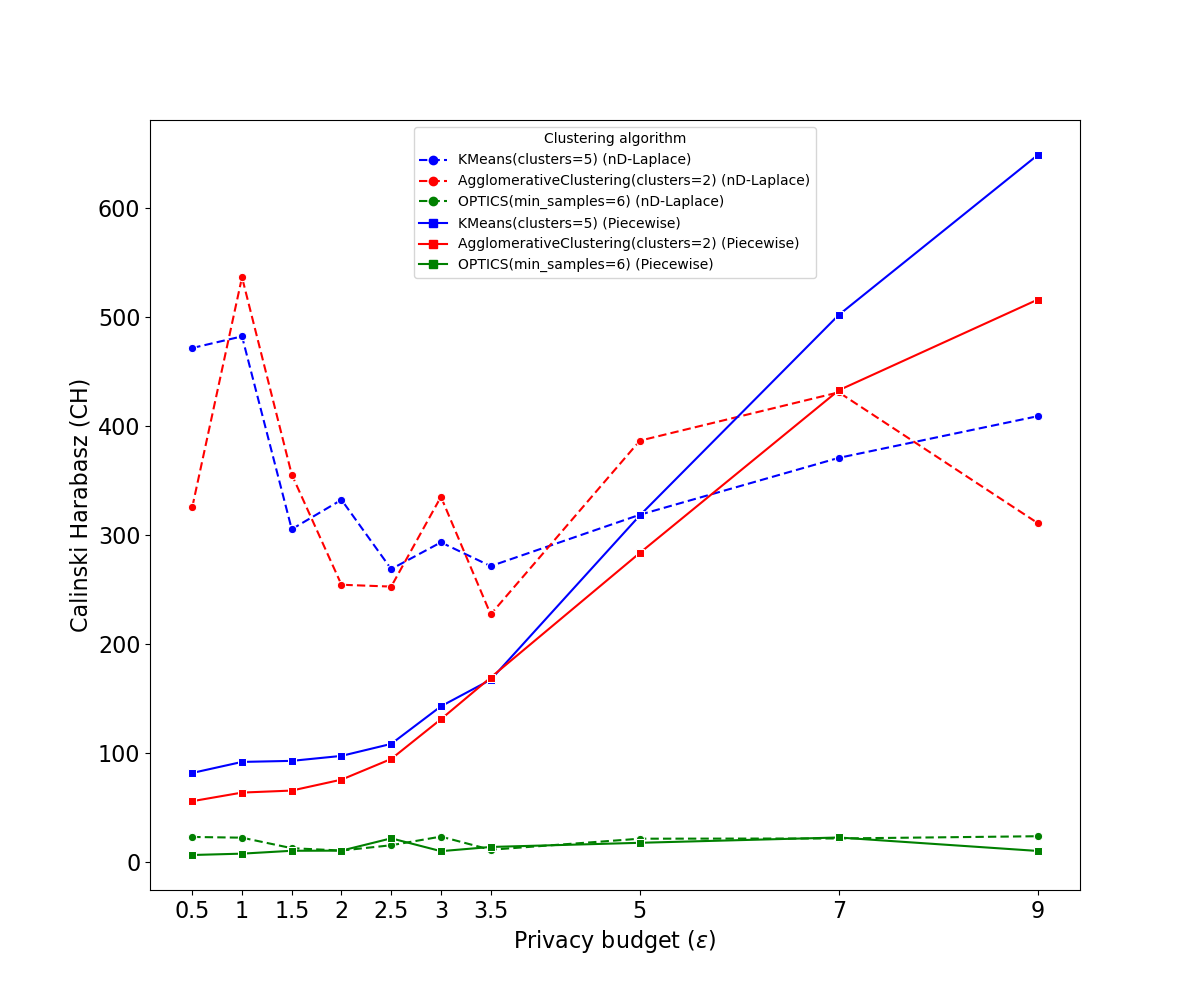 Clustering algorithm
KMeans(clusters=5) (nD-Laplace)
AgglomerativeClustering(clusters=2) (nD-Laplace)
OPTICS(min_samples=6) (nD-Laplace)
KMeans(clusters=5) (Piecewise)
AgglomerativeClustering(clusters=2) (Piecewise)
OPTICS(min_samples=6) (Piecewise)
Calinski Harabasz (CH)
600
500
400
300
200
100
0
0.5 1 1.5 2 2.5 3 3.5 5 7 9
Privacy budget (ε)